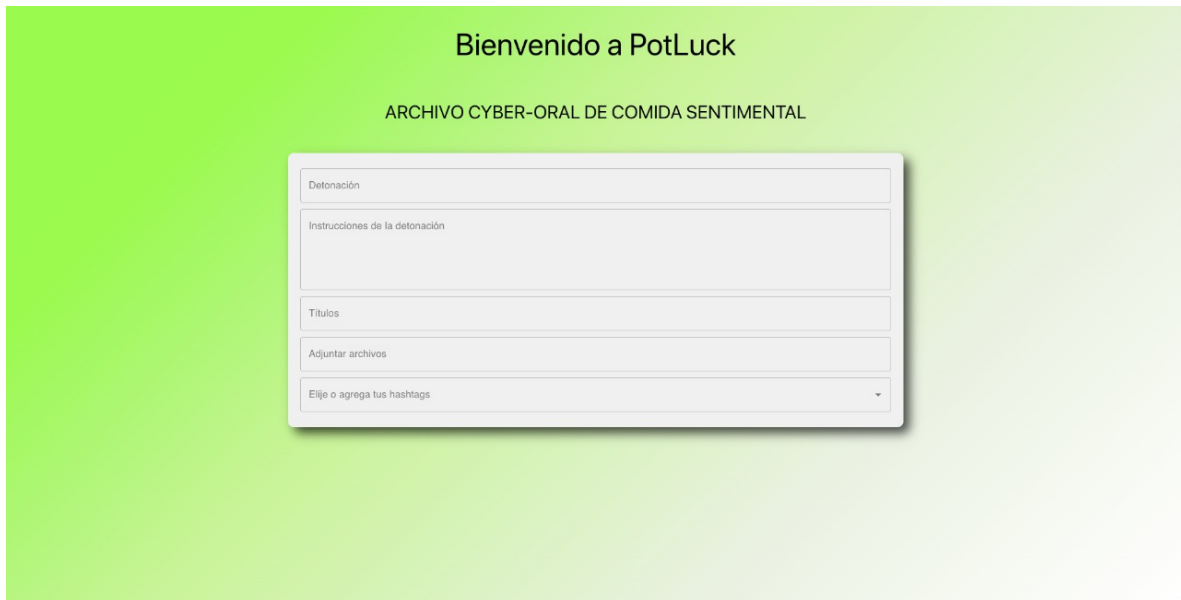 Bienvenido a PotLuck
ARCHIVO CYBER-ORAL DE COMIDA SENTIMENTAL
Detonación
Instrucciones de la detonación
Títulos
Adjuntar archivos
Elije o agrega tus hashtags